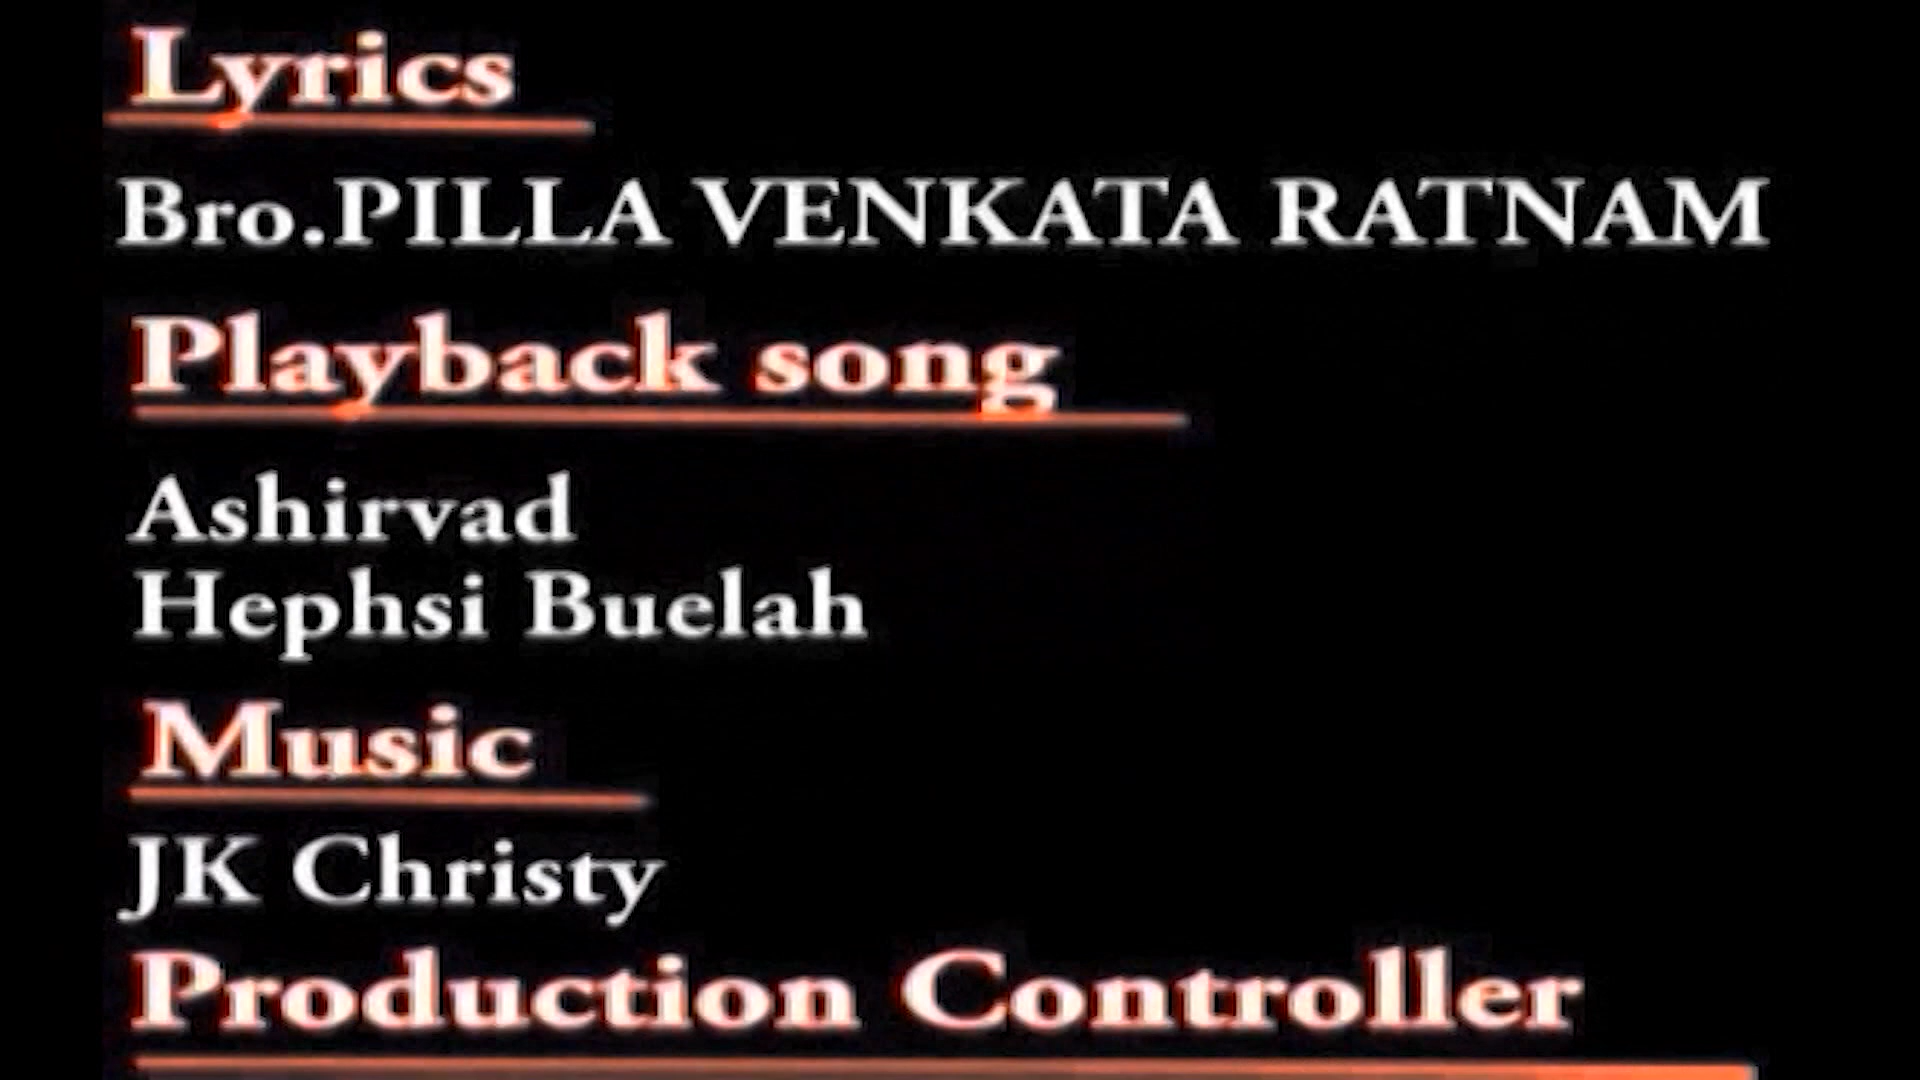 Lyrics
Bro.PILLA VENKATA RATNAM
Playback song
Ashirvad
Hephsi Buelah
Music
JK Christy
Production Controller